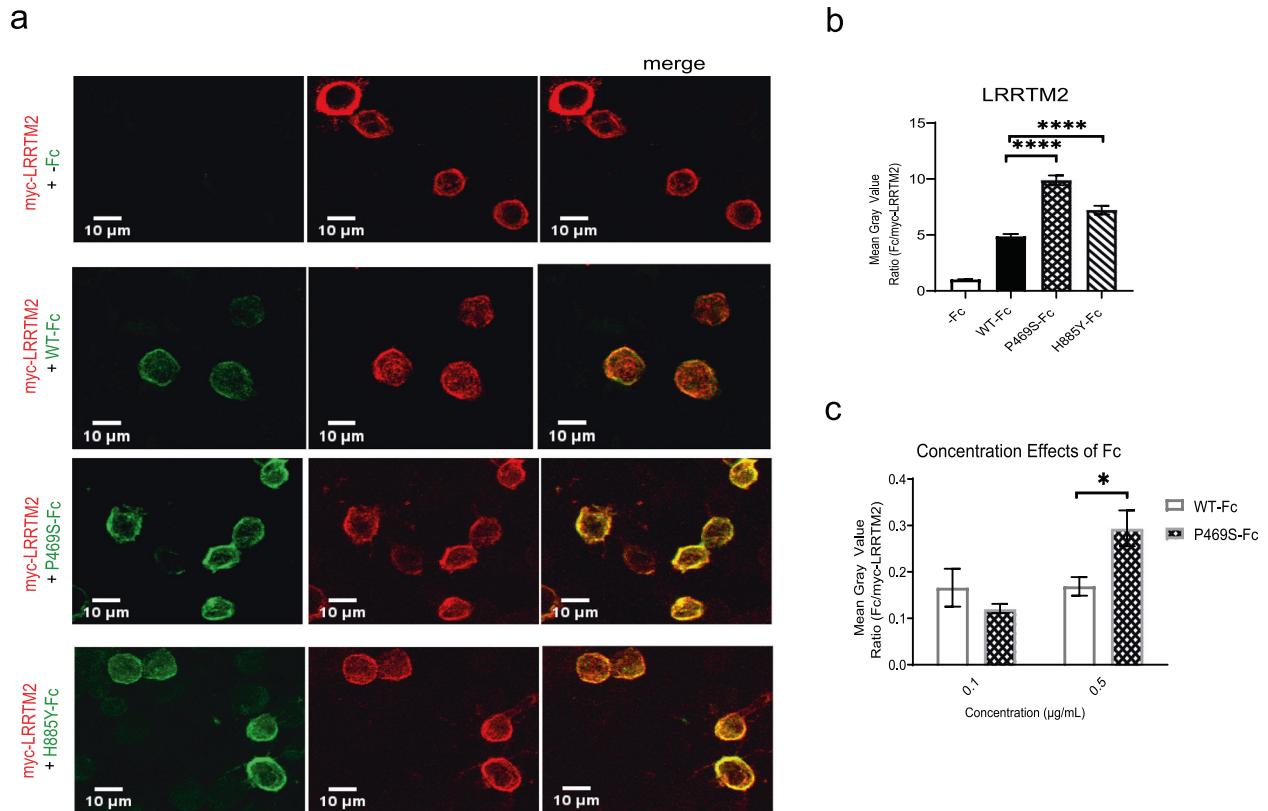 a
merge
myc-LRRTM2
+ -Fc
10 µm
10 µm
10 µm
myc-LRRTM2
+ WT-Fc
10 µm
10 µm
10 µm
myc-LRRTM2
+ P469S-Fc
10 µm
10 µm
10 µm
myc-LRRTM2
+ H885Y-Fc
10 µm
10 µm
10 µm
b
LRRTM2
Mean Gray Value
Ratio (Fc/myc-LRRTM2)
15
10
5
0
****
****
-Fc
WT-Fc
P469S-Fc
H885Y-Fc
c
Concentration Effects of Fc
Mean Gray Value
Ratio (Fc/myc-LRRTM2)
0.4
0.3
0.2
0.1
0.0
*
WT-Fc
P469S-Fc
0.1
0.5
Concentration (µg/mL)